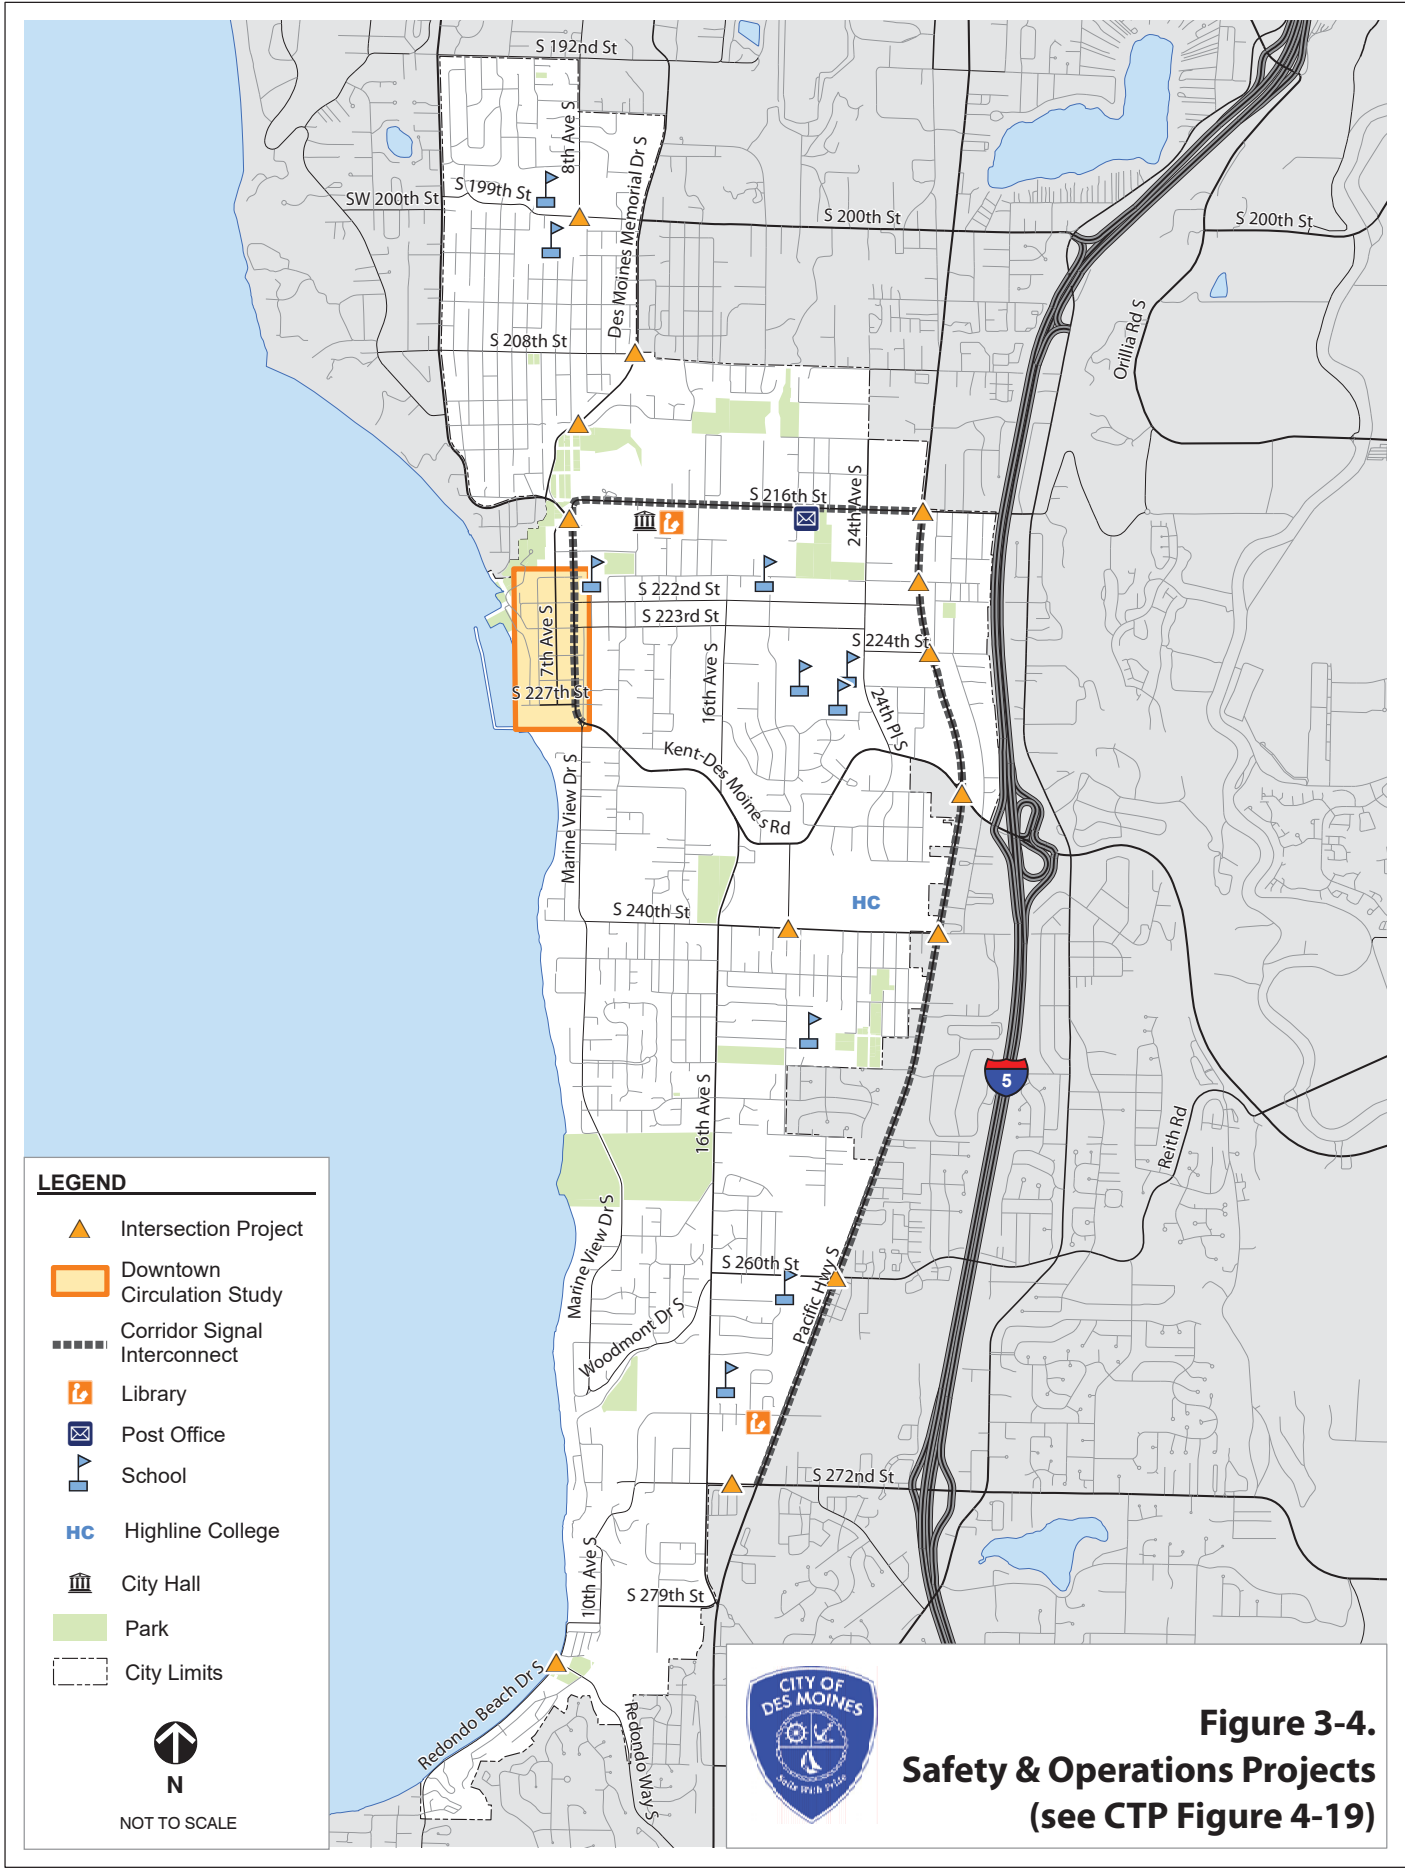 S 192nd St
8th Ave S
Des Moines Memorial Dr S
S 199th St
SW 200th St
S 200th St
S 200th St
Orillia Rd S
S 208th St
S 216th St
24th Ave S
S 222nd St
S 223rd St
7th Ave S
S 224th St
16th Ave S
S 227th St
24th Pl S
Kent-Des Moines Rd
Marine View Dr S
HC
S 240th St
5
16th Ave S
Reith Rd
Marine View Dr S
S 260th St
Pacific Hwy S
Woodmont Dr S
S 272nd St
10th Ave S
S 279th St
Redondo Beach Dr S
Redondo Way S
LEGEND
Intersection Project
Downtown
Circulation Study
Corridor Signal
Interconnect
Library
Post Office
School
HC
Highline College
City Hall
Park
City Limits
N
NOT TO SCALE
CITY OF
DES MOINES
Sails With Pride
Figure 3-4.
Safety & Operations Projects
(see CTP Figure 4-19)